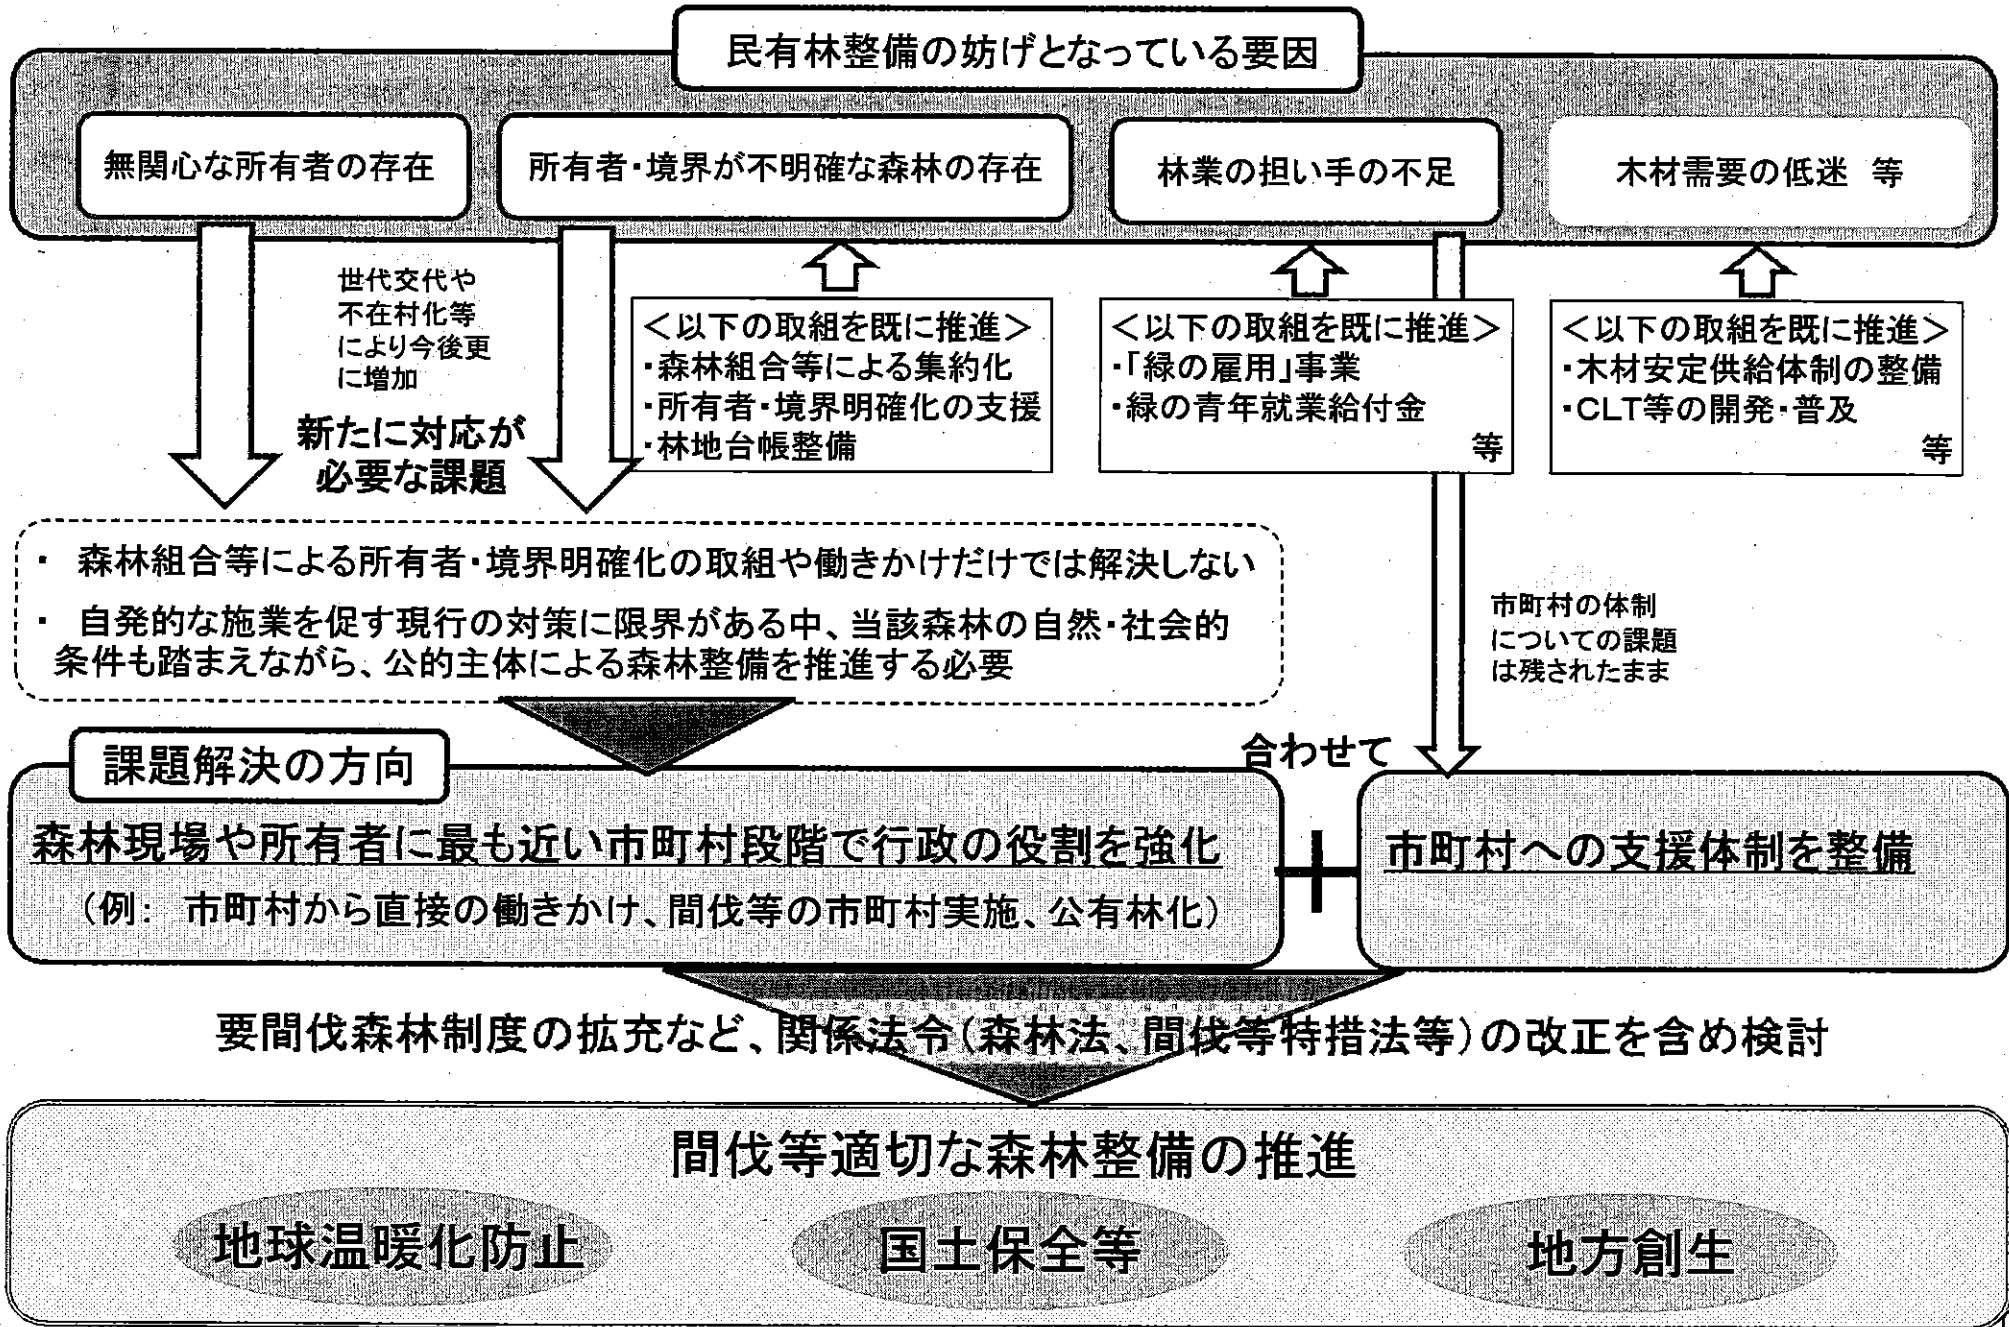 民有林整備の妨げとなっている要因
無関心な所有者の存在
所有者・境界が不明確な森林の存在
林業の担い手の不足
木材需要の低迷 等
世代交代や
不在村化等
により今後更
に増加
新たに対応が
必要な課題
＜以下の取組を既に推進＞
・森林組合等による集約化
・所有者・境界明確化の支援
・林地台帳整備
＜以下の取組を既に推進＞
・「緑の雇用」事業
・緑の青年就業給付金
等
＜以下の取組を既に推進＞
・木材安定供給体制の整備
・CLT等の開発・普及
等
・ 森林組合等による所有者・境界明確化の取組や働きかけだけでは解決しない
・ 自発的な施業を促す現行の対策に限界がある中、当該森林の自然・社会的
条件も踏まえながら、公的主体による森林整備を推進する必要
市町村の体制
についての課題
は残されたまま
課題解決の方向
合わせて
森林現場や所有者に最も近い市町村段階で行政の役割を強化
（例： 市町村から直接の働きかけ、間伐等の市町村実施、公有林化）
＋
市町村への支援体制を整備
要間伐森林制度の拡充など、関係法令（森林法、間伐等特措法等）の改正を含め検討
間伐等適切な森林整備の推進
地球温暖化防止
国土保全等
地方創生